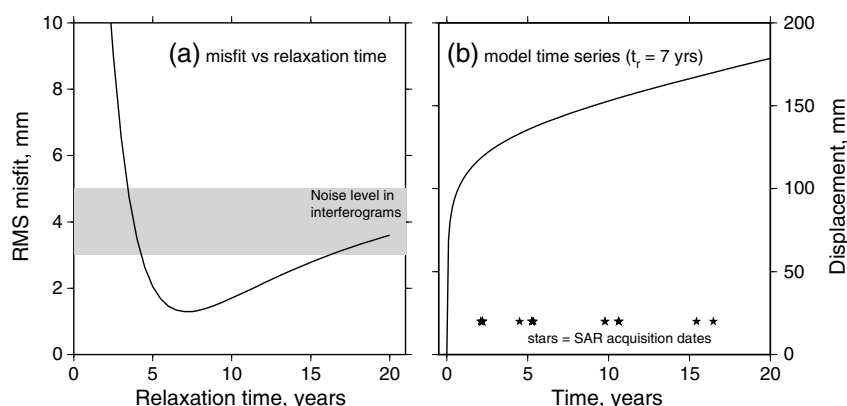 (a) misfit vs relaxation time
10
8
6
4
2
0
RMS misfit, mm
Noise level in
interferograms
0 5 10 15 20
Relaxation time, years
(b) model time series (tr = 7 yrs)
200
150
100
50
0
Displacement, mm
stars = SAR acquisition dates
0 5 10 15 20
Time, years